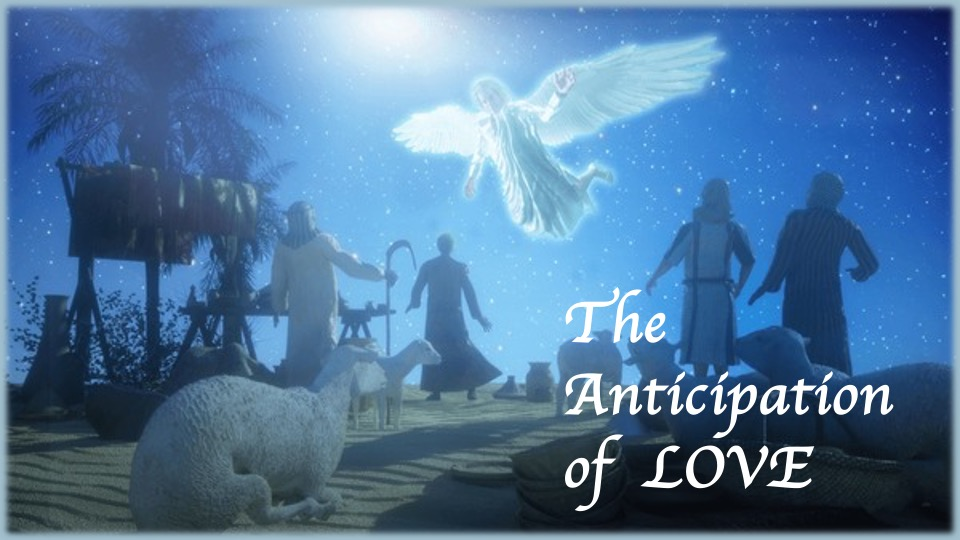 The
Anticipation
of LOVE